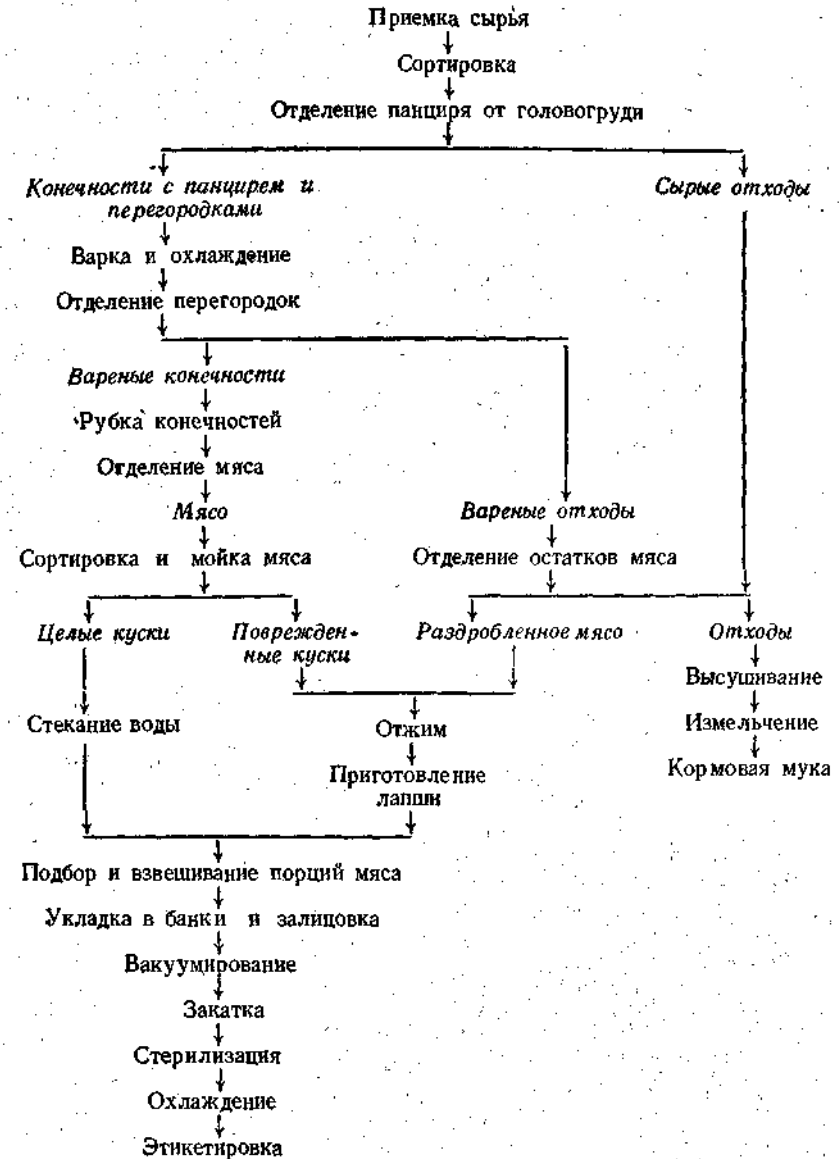 Приемка сырья
Сортировка
Отделение панциря от головогруди
Конечности с панцирем и
перегородками
Сырые отходы
Варка и охлаждение
Отделение перегородок
Вареные конечности
Рубка конечностей
Отделение мяса
Мясо
Вареные отходы
Сортировка и мойка мяса
Отделение остатков мяса
Целые куски
Поврежден-
ные куски
Раздробленное мясо
Отходы
Высушивание
Стекание воды
Отжим
Измельчение
Приготовление
лапши
Кормовая мука
Подбор и взвешивание порций мяса
Укладка в банки и залицовка
Вакуумирование
Закатка
Стерилизация
Охлаждение
Этикетировка